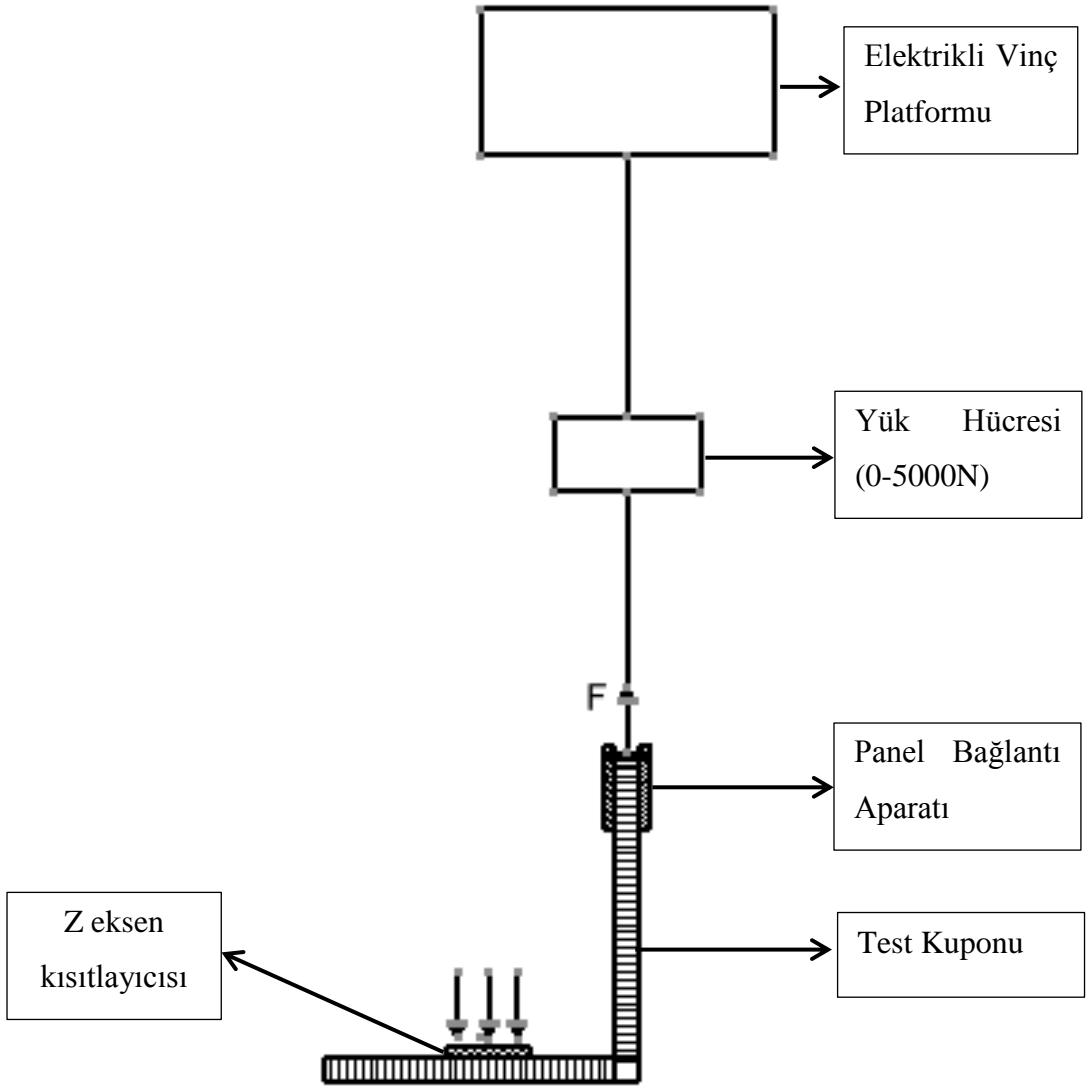 Elektrikli Vinç
Platformu
Yük Hücresi
(0-5000N)
F
Panel Bağlantı
Aparatı
Test Kuponu
Z eksen
kısıtlayıcısı